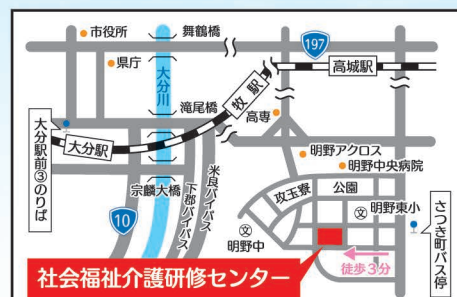 市役所
舞鶴橋
197
県庁
大分川
滝尾橋
牧駅
高城駅
高専
大分駅前③のりば
大分駅
明野アクロス
明野中央病院
米良バイパス
下郡バイパス
宗麟大橋
10
攻玉寮
公園
文
明野東小
文
明野中
さつき町バス停
徒歩3分
社会福祉介護研修センター